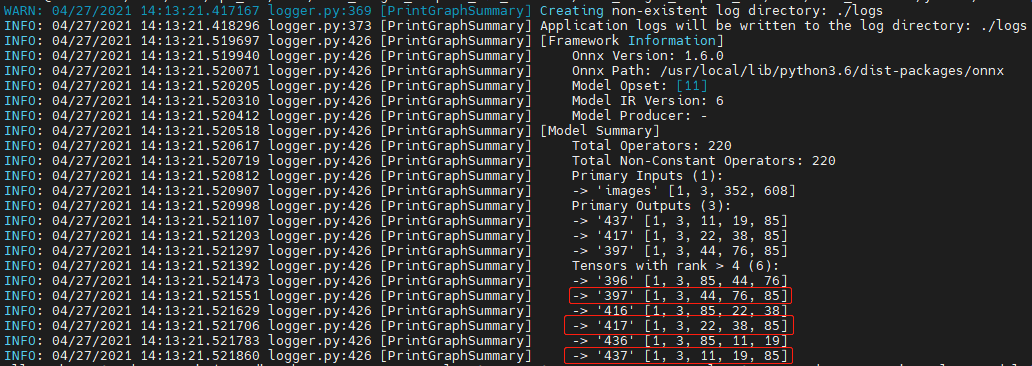 WARN: 04/27/2021 14:13:21.417167 logger.py:369 [PrintGraphSummary] Creating non-existent log directory: ./logs
INFO: 04/27/2021 14:13:21.418296 logger.py:373 [PrintGraphSummary] Application logs will be written to the log directory: ./logs
INFO: 04/27/2021 14:13:21.519697 logger.py:426 [PrintGraphSummary] [Framework Information]
INFO: 04/27/2021 14:13:21.519940 logger.py:426 [PrintGraphSummary] Onnx Version: 1.6.0
INFO: 04/27/2021 14:13:21.520071 logger.py:426 [PrintGraphSummary] Onnx Path: /usr/local/lib/python3.6/dist-packages/onnx
INFO: 04/27/2021 14:13:21.520205 logger.py:426 [PrintGraphSummary] Model Opset: [11]
INFO: 04/27/2021 14:13:21.520310 logger.py:426 [PrintGraphSummary] Model IR Version: 6
INFO: 04/27/2021 14:13:21.520412 logger.py:426 [PrintGraphSummary] Model Producer: -
INFO: 04/27/2021 14:13:21.520518 logger.py:426 [PrintGraphSummary] [Model Summary]
INFO: 04/27/2021 14:13:21.520617 logger.py:426 [PrintGraphSummary] Total Operators: 220
INFO: 04/27/2021 14:13:21.520719 logger.py:426 [PrintGraphSummary] Total Non-Constant Operators: 220
INFO: 04/27/2021 14:13:21.520812 logger.py:426 [PrintGraphSummary] Primary Inputs (1):
INFO: 04/27/2021 14:13:21.520907 logger.py:426 [PrintGraphSummary] -> 'images' [1, 3, 352, 608]
INFO: 04/27/2021 14:13:21.520998 logger.py:426 [PrintGraphSummary] Primary Outputs (3):
INFO: 04/27/2021 14:13:21.521107 logger.py:426 [PrintGraphSummary] -> '437' [1, 3, 11, 19, 85]
INFO: 04/27/2021 14:13:21.521203 logger.py:426 [PrintGraphSummary] -> '417' [1, 3, 22, 38, 85]
INFO: 04/27/2021 14:13:21.521297 logger.py:426 [PrintGraphSummary] -> '397' [1, 3, 44, 76, 85]
INFO: 04/27/2021 14:13:21.521392 logger.py:426 [PrintGraphSummary] Tensors with rank > 4 (6):
INFO: 04/27/2021 14:13:21.521473 logger.py:426 [PrintGraphSummary] -> '396' [1, 3, 85, 44, 76]
INFO: 04/27/2021 14:13:21.521551 logger.py:426 [PrintGraphSummary] -> '397' [1, 3, 44, 76, 85]
INFO: 04/27/2021 14:13:21.521629 logger.py:426 [PrintGraphSummary] -> '416' [1, 3, 85, 22, 38]
INFO: 04/27/2021 14:13:21.521706 logger.py:426 [PrintGraphSummary] -> '417' [1, 3, 22, 38, 85]
INFO: 04/27/2021 14:13:21.521783 logger.py:426 [PrintGraphSummary] -> '436' [1, 3, 85, 11, 19]
INFO: 04/27/2021 14:13:21.521860 logger.py:426 [PrintGraphSummary] -> '437' [1, 3, 11, 19, 85]